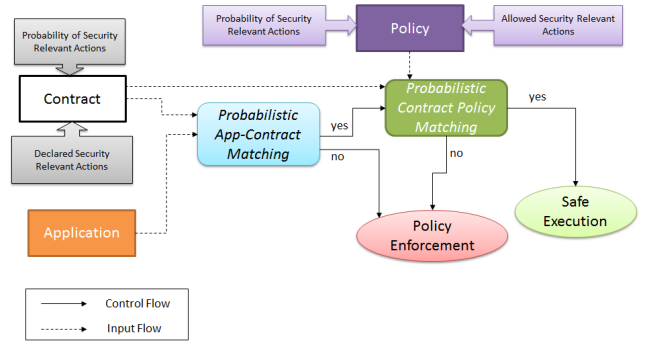 Probability of Security
Relevant Actions
Policy
Allowed Security Relevant
Actions
Probability of Security
Relevant Actions
Contract
Declared Security
Relevant Actions
Probabilistic
App-Contract
Matching
yes
no
Probabilistic
Contract Policy
Matching
yes
no
Application
Policy
Enforcement
Safe
Execution
Control Flow
Input Flow